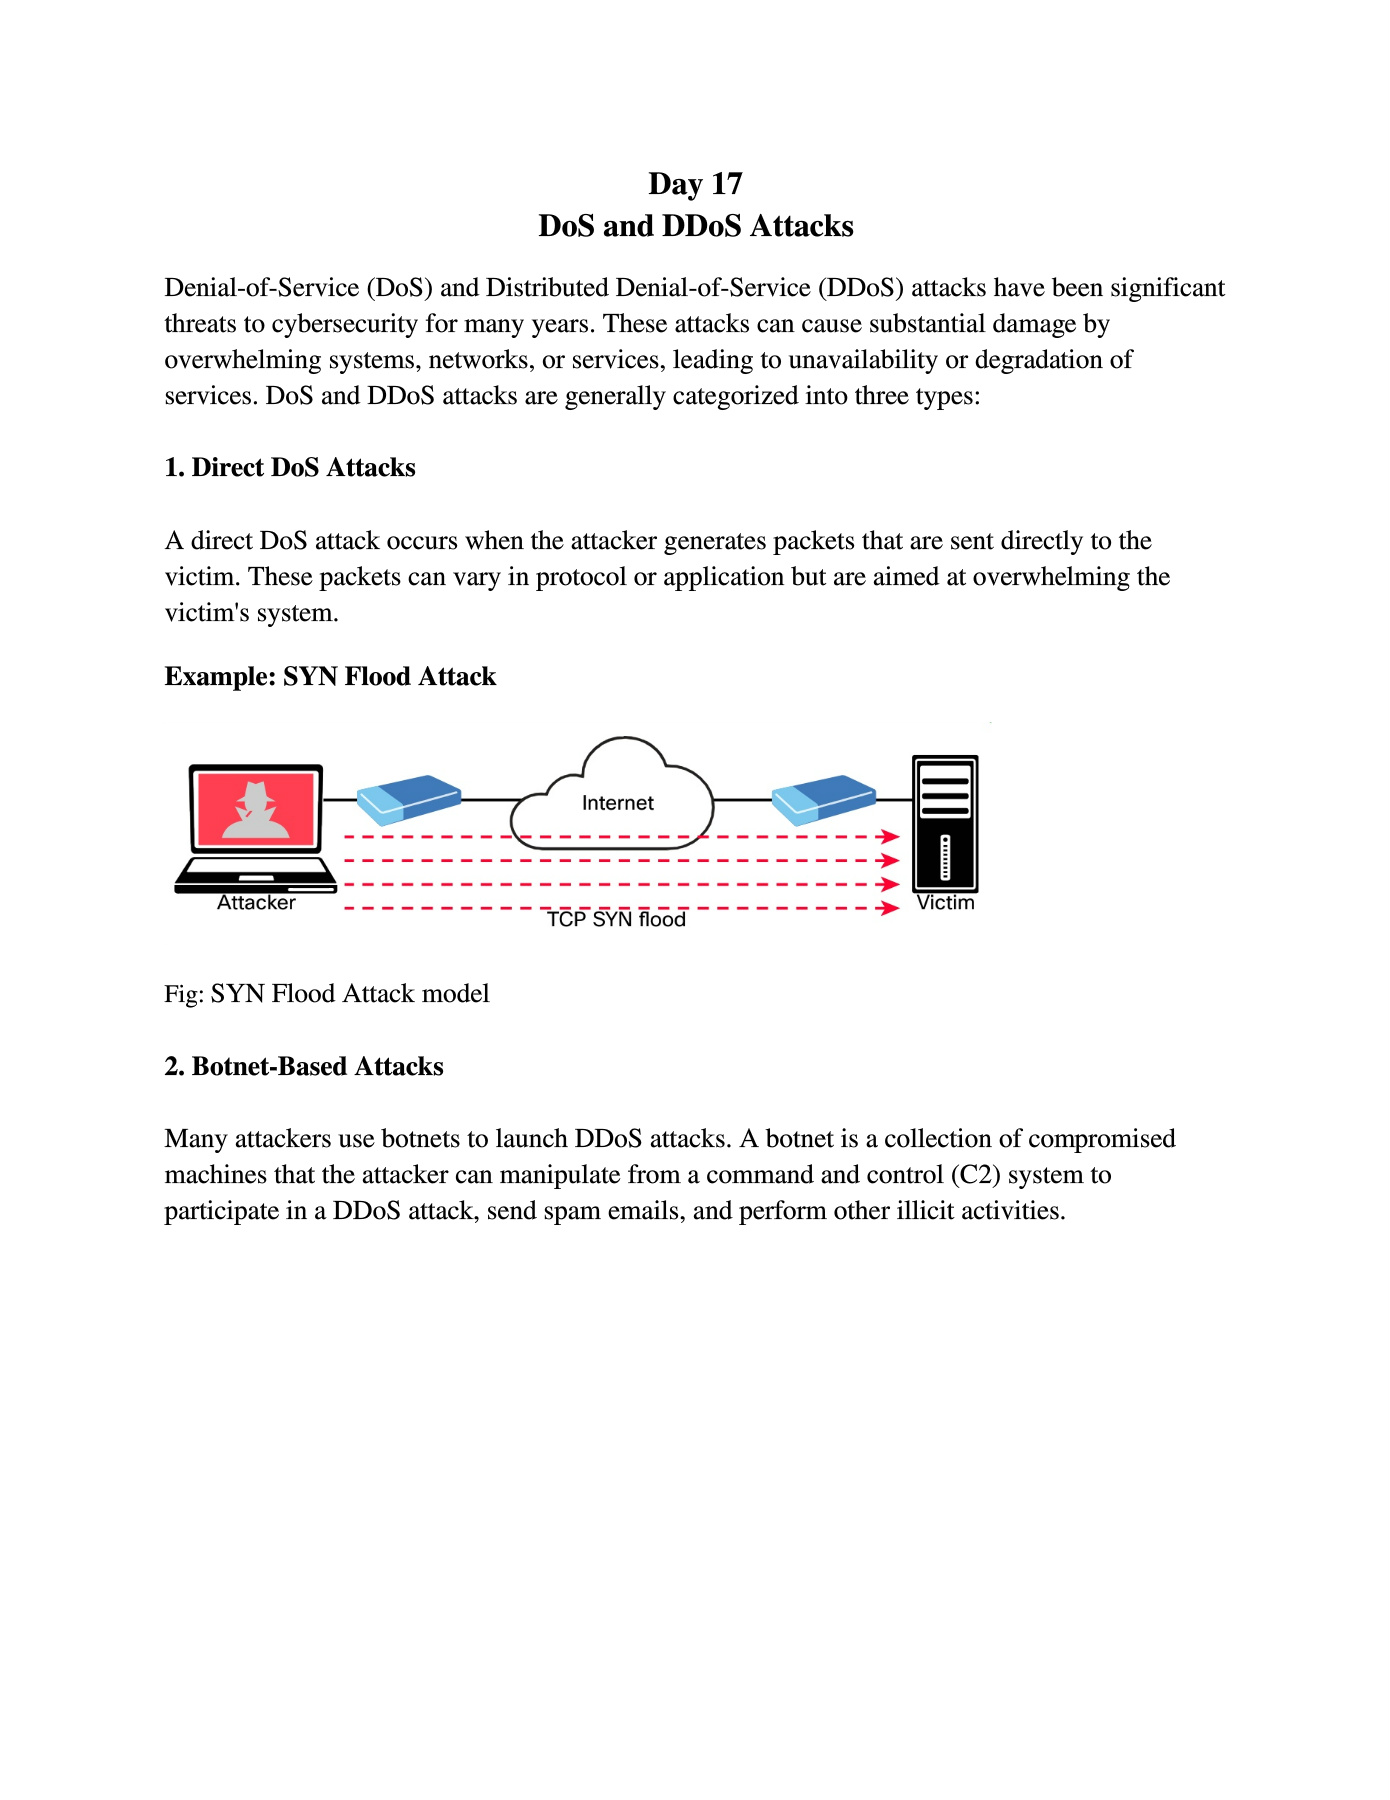 Day 17
DoS and DDoS Attacks
Denial-of-Service (DoS) and Distributed Denial-of-Service (DDoS) attacks have been significant
threats to cybersecurity for many years. These attacks can cause substantial damage by
overwhelming systems, networks, or services, leading to unavailability or degradation of
services. DoS and DDoS attacks are generally categorized into three types:
1. Direct DoS Attacks
A direct DoS attack occurs when the attacker generates packets that are sent directly to the
victim. These packets can vary in protocol or application but are aimed at overwhelming the
victim's system.
Example: SYN Flood Attack
Internet
Attacker
Victim
TCP SYN flood
Fig: SYN Flood Attack model
2. Botnet-Based Attacks
Many attackers use botnets to launch DDoS attacks. A botnet is a collection of compromised
machines that the attacker can manipulate from a command and control (C2) system to
participate in a DDoS attack, send spam emails, and perform other illicit activities.